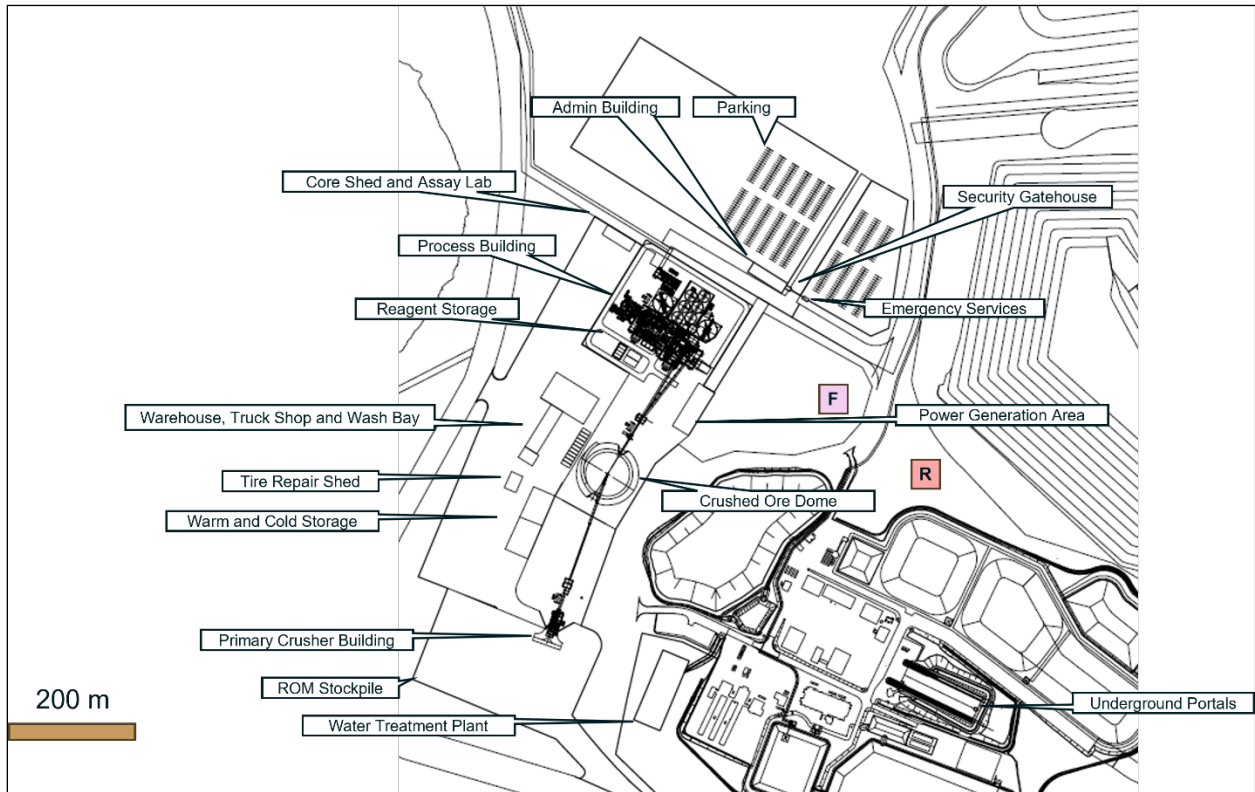 Admin Building
Parking
Core Shed and Assay Lab
Security Gatehouse
Process Building
Reagent Storage
Emergency Services
F
Warehouse, Truck Shop and Wash Bay
Power Generation Area
R
Tire Repair Shed
Crushed Ore Dome
Warm and Cold Storage
Primary Crusher Building
ROM Stockpile
200 m
Underground Portals
Water Treatment Plant